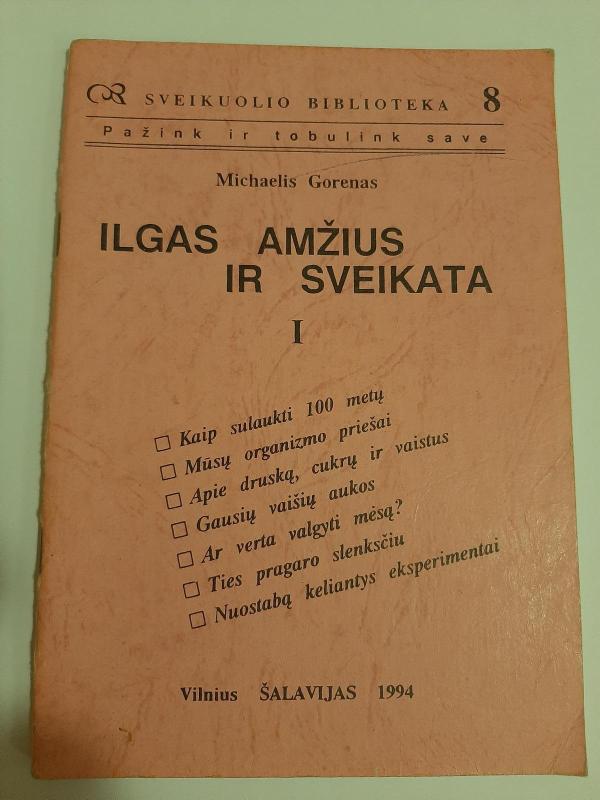 SVEIKUOLIO BIBLIOTEKA 8
Pažink ir tobulink save
Michaelis Gorenas
ILGAS AMŽIUS
IR SVEIKATA
I
Kaip sulaukti 100 metų
Mūsų organizmo priešai
Apie druską, cukrų ir vaistus
Gausių vaišių aukos
Ar verta valgyti mėsą?
Ties pragaro slenksčiu
Nuostabą keliantys eksperimentai
Vilnius ŠALAVIJAS 1994